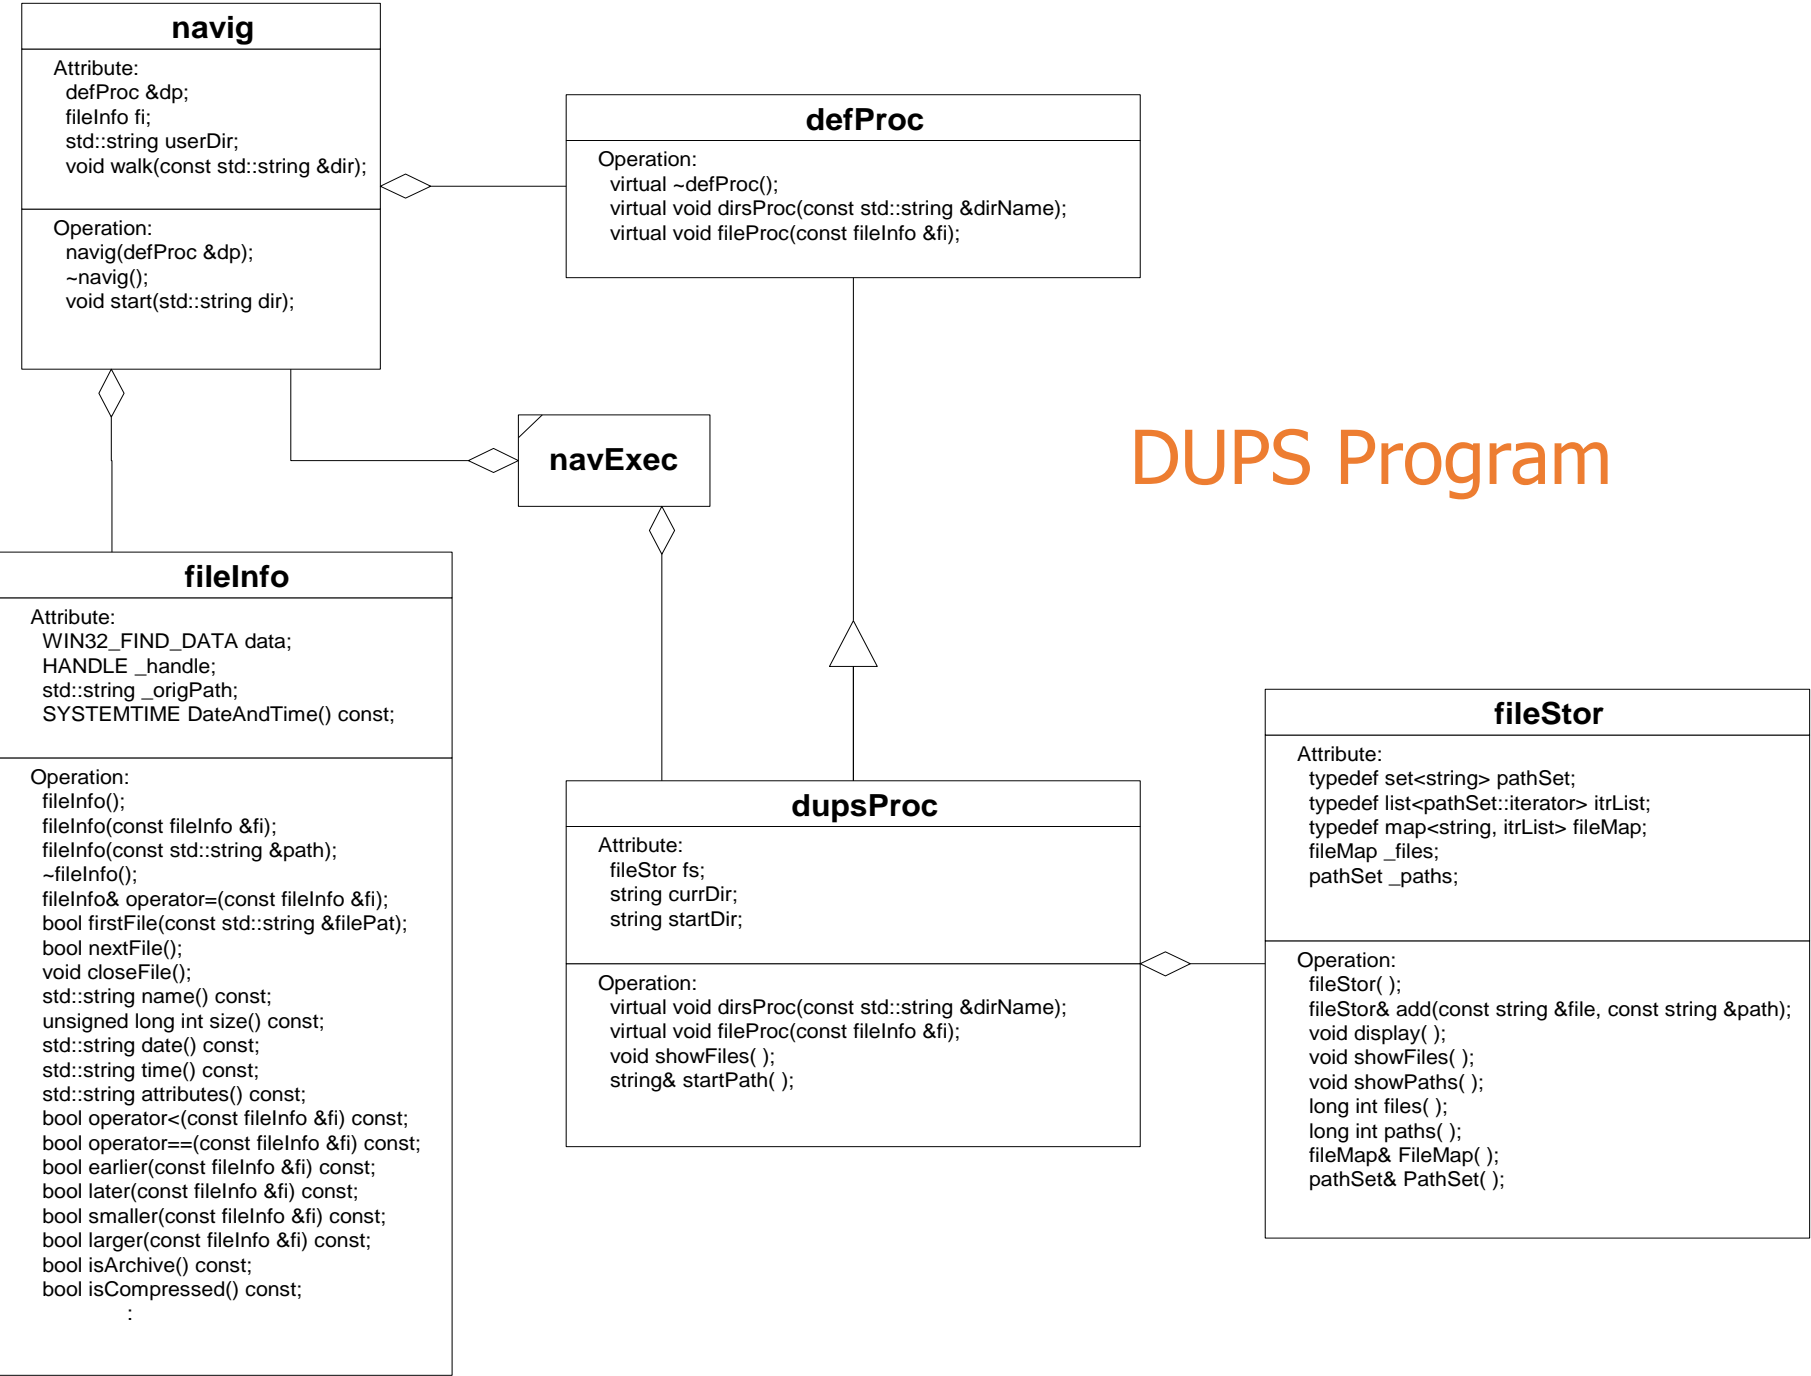 navig
Attribute:
defProc &dp;
fileInfo fi;
std::string userDir;
void walk(const std::string &dir);
Operation:
navig(defProc &dp);
~navig();
void start(std::string dir);
defProc
Operation:
virtual ~defProc();
virtual void dirsProc(const std::string &dirName);
virtual void fileProc(const fileInfo &fi);
navExec
DUPS Program
fileInfo
Attribute:
WIN32_FIND_DATA data;
HANDLE _handle;
std::string _origPath;
SYSTEMTIME DateAndTime() const;
Operation:
fileInfo();
fileInfo(const fileInfo &fi);
fileInfo(const std::string &path);
~fileInfo();
fileInfo& operator=(const fileInfo &fi);
bool firstFile(const std::string &filePat);
bool nextFile();
void closeFile();
std::string name() const;
unsigned long int size() const;
std::string date() const;
std::string time() const;
std::string attributes() const;
bool operator<(const fileInfo &fi) const;
bool operator==(const fileInfo &fi) const;
bool earlier(const fileInfo &fi) const;
bool later(const fileInfo &fi) const;
bool smaller(const fileInfo &fi) const;
bool larger(const fileInfo &fi) const;
bool isArchive() const;
bool isCompressed() const;
:
dupsProc
Attribute:
fileStor fs;
string currDir;
string startDir;
Operation:
virtual void dirsProc(const std::string &dirName);
virtual void fileProc(const fileInfo &fi);
void showFiles( );
string& startPath( );
fileStor
Attribute:
typedef set<string> pathSet;
typedef list<pathSet::iterator> itrList;
typedef map<string, itrList> fileMap;
fileMap _files;
pathSet _paths;
Operation:
fileStor( );
fileStor& add(const string &file, const string &path);
void display( );
void showFiles( );
void showPaths( );
long int files( );
long int paths( );
fileMap& FileMap( );
pathSet& PathSet( );